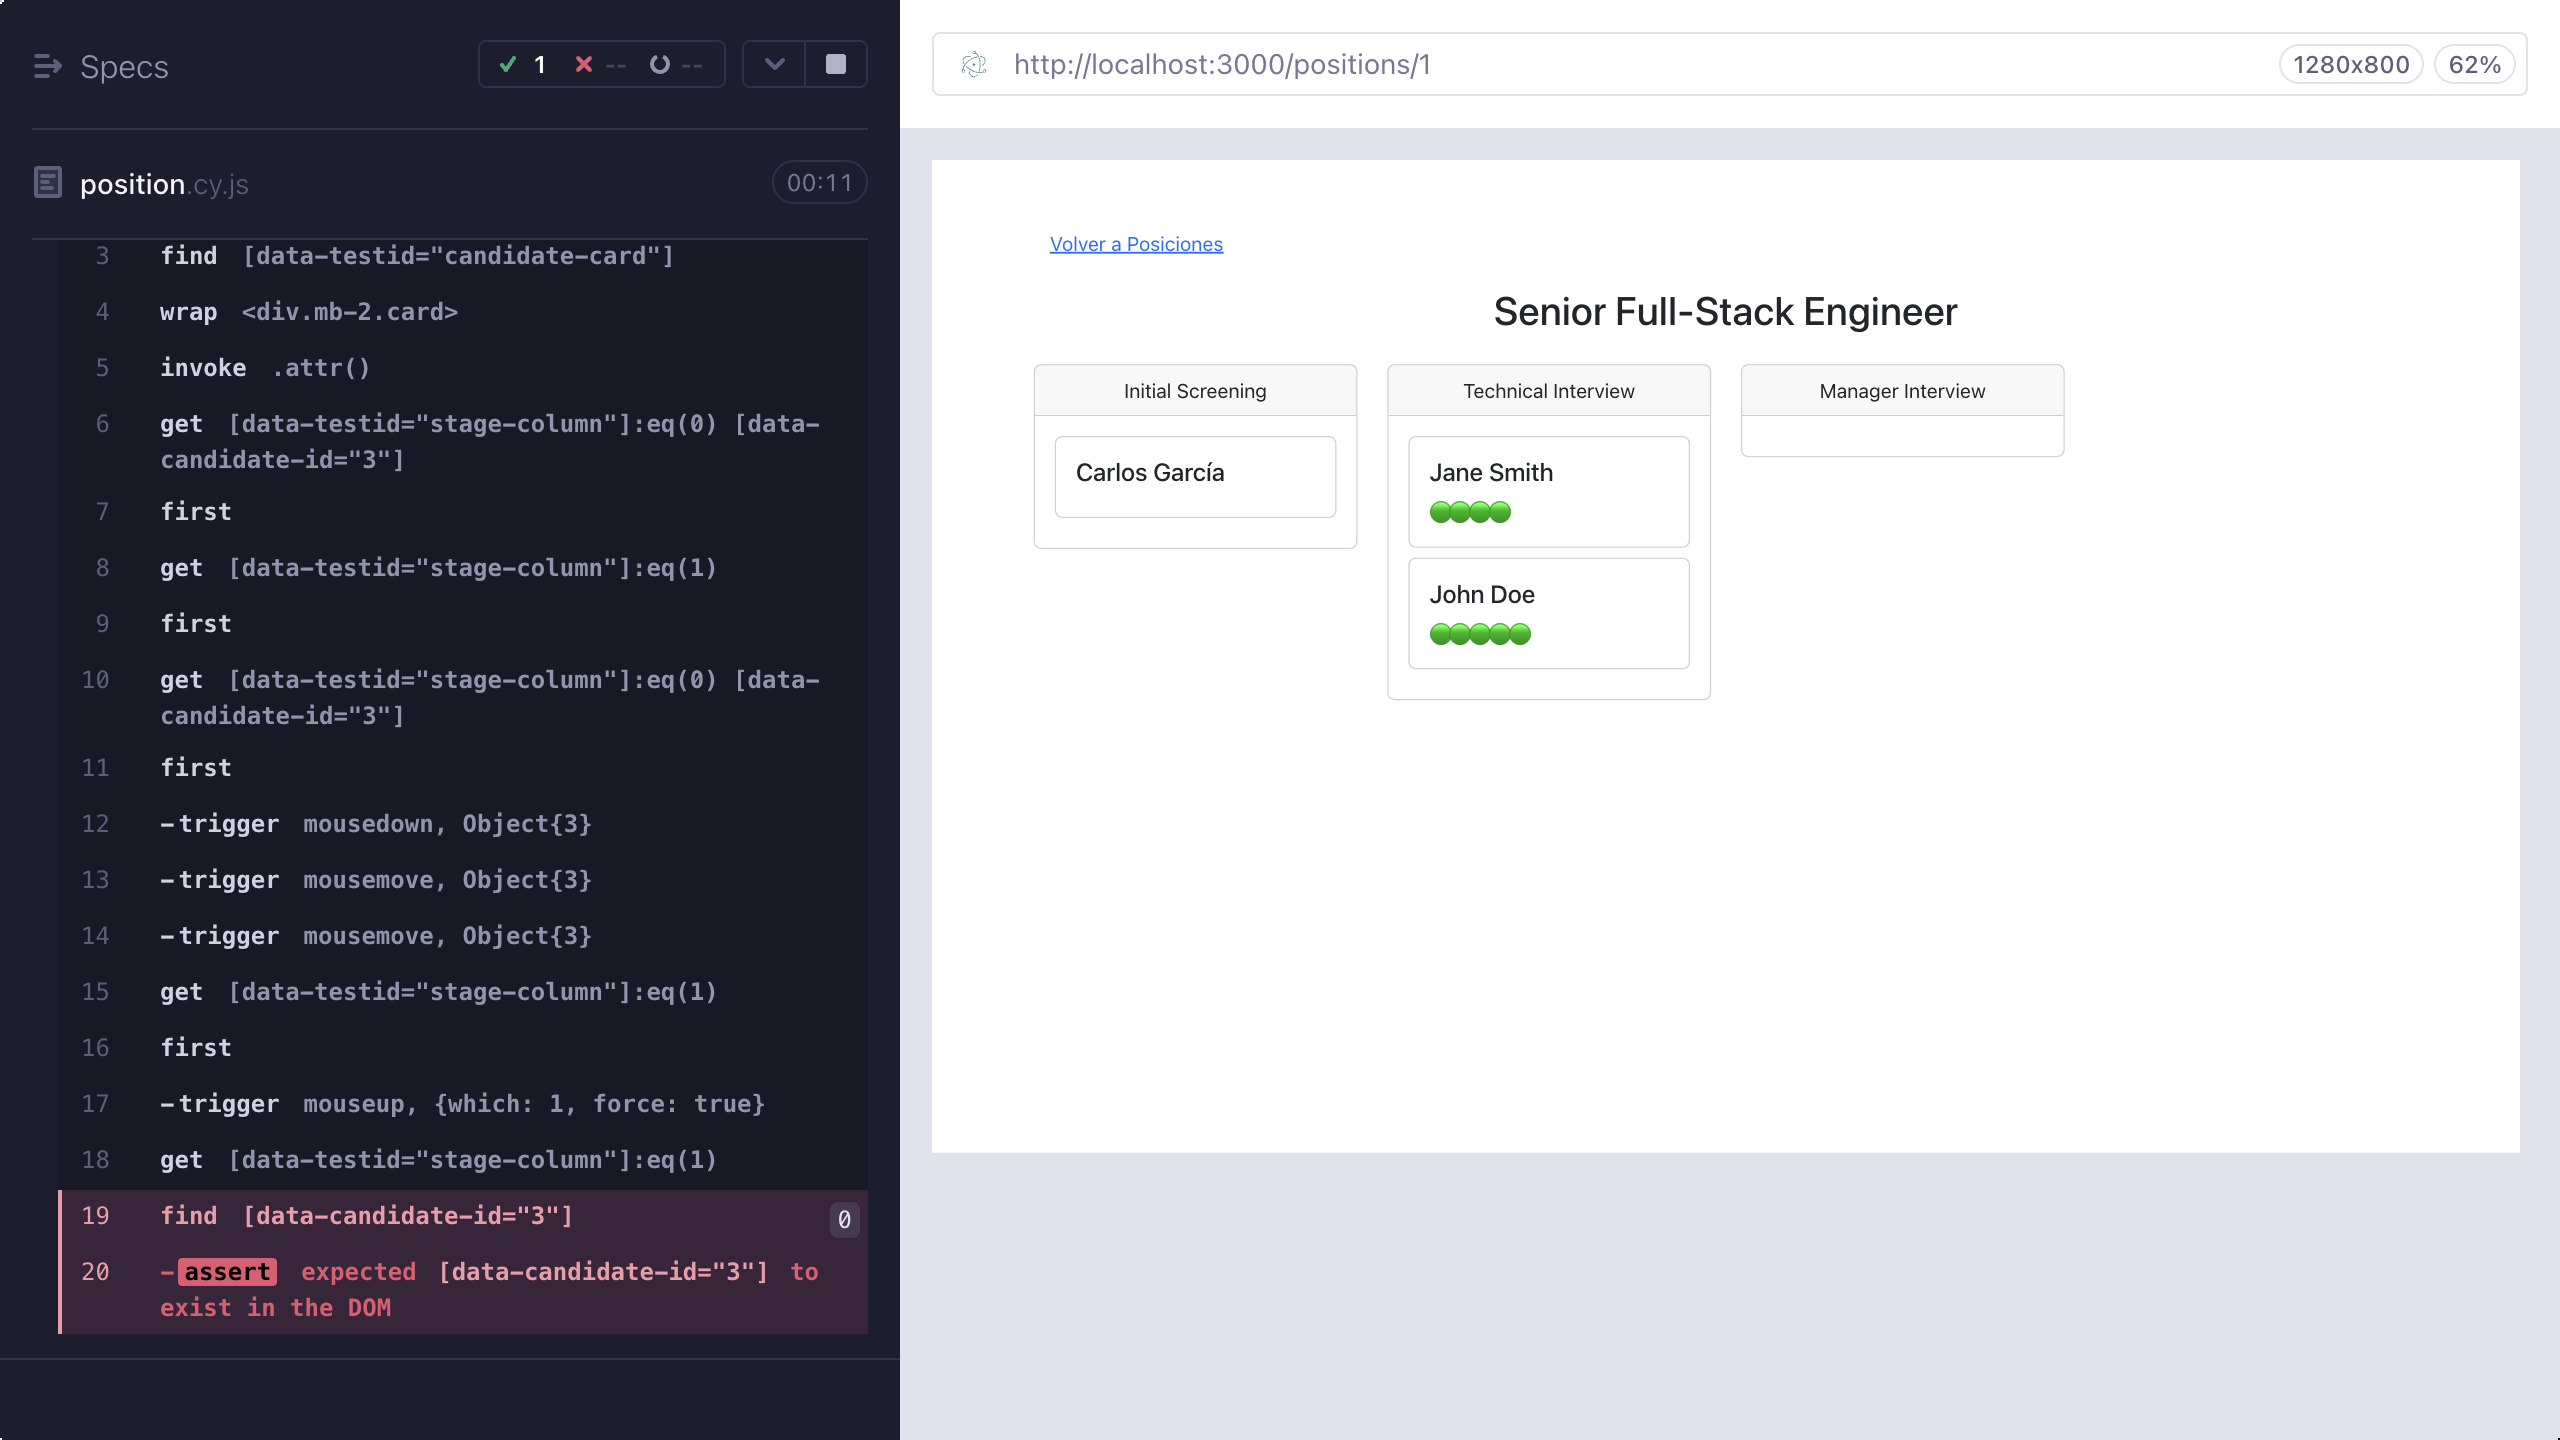 Specs
1
--
--
position.cy.js
00:11
3 find [data-testid="candidate-card"]
4 wrap <div.mb-2.card>
5 invoke .attr()
6 get [data-testid="stage-column"]:eq(0) [data-
candidate-id="3"]
7 first
8 get [data-testid="stage-column"]:eq(1)
9 first
10 get [data-testid="stage-column"]:eq(0) [data-
candidate-id="3"]
11 first
12 -trigger mousedown, Object{3}
13 -trigger mousemove, Object{3}
14 -trigger mousemove, Object{3}
15 get [data-testid="stage-column"]:eq(1)
16 first
17 -trigger mouseup, {which: 1, force: true}
18 get [data-testid="stage-column"]:eq(1)
19 find [data-candidate-id="3"] 0
20 -assert expected [data-candidate-id="3"] to
exist in the DOM
http://localhost:3000/positions/1
1280x800
62%
Volver a Posiciones
Senior Full-Stack Engineer
Initial Screening
Carlos García
Technical Interview
Jane Smith
John Doe
Manager Interview